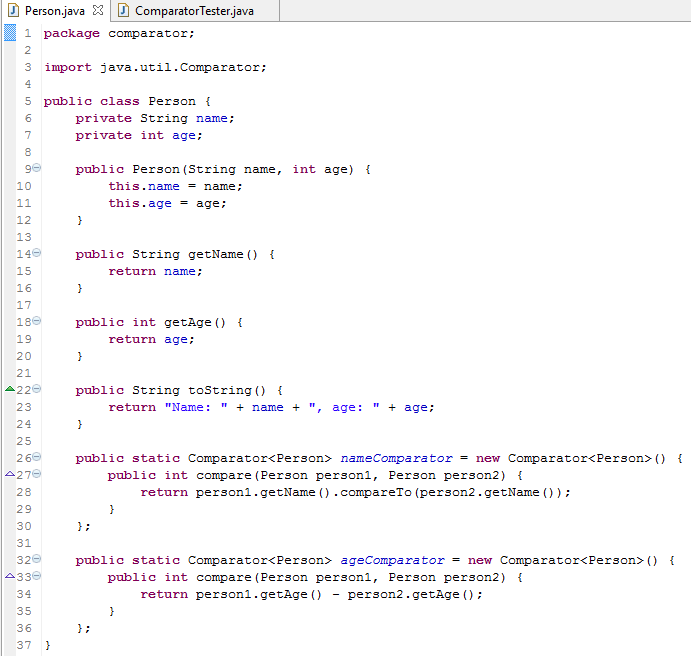 Person.java ComparatorTester.java
1 package comparator;
2
3 import java.util.Comparator;
4
5 public class Person {
6     private String name;
7     private int age;
8
9     public Person(String name, int age) {
10         this.name = name;
11         this.age = age;
12     }
13
14     public String getName() {
15         return name;
16     }
17
18     public int getAge() {
19         return age;
20     }
21
22     public String toString() {
23         return "Name: " + name + ", age: " + age;
24     }
25
26     public static Comparator<Person> nameComparator = new Comparator<Person>() {
27         public int compare(Person person1, Person person2) {
28             return person1.getName().compareTo(person2.getName());
29         }
30     };
31
32     public static Comparator<Person> ageComparator = new Comparator<Person>() {
33         public int compare(Person person1, Person person2) {
34             return person1.getAge() - person2.getAge();
35         }
36     };
37 }